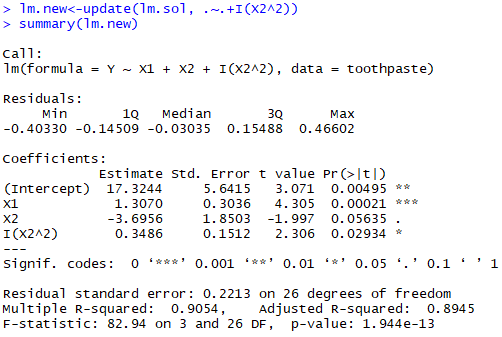 > lm.new<-update(lm.sol, .~.+I(X2^2))
> summary(lm.new)
Call:
lm(formula = Y ~ X1 + X2 + I(X2^2), data = toothpaste)
Residuals:
     Min       1Q   Median       3Q      Max
-0.40330 -0.14509 -0.03035  0.15488  0.46602
Coefficients:
            Estimate Std. Error t value Pr(>|t|)
(Intercept)  17.3244     5.6415   3.071  0.00495 **
X1            1.3070     0.3036   4.305  0.00021 ***
X2           -3.6956     1.8503  -1.997  0.05635 .
I(X2^2)       0.3486     0.1512   2.306  0.02934 *
---
Signif. codes:  0 ‘***’ 0.001 ‘**’ 0.01 ‘*’ 0.05 ‘.’ 0.1 ‘ ’ 1
Residual standard error: 0.2213 on 26 degrees of freedom
Multiple R-squared:  0.9054,    Adjusted R-squared:  0.8945
F-statistic: 82.94 on 3 and 26 DF,  p-value: 1.944e-13